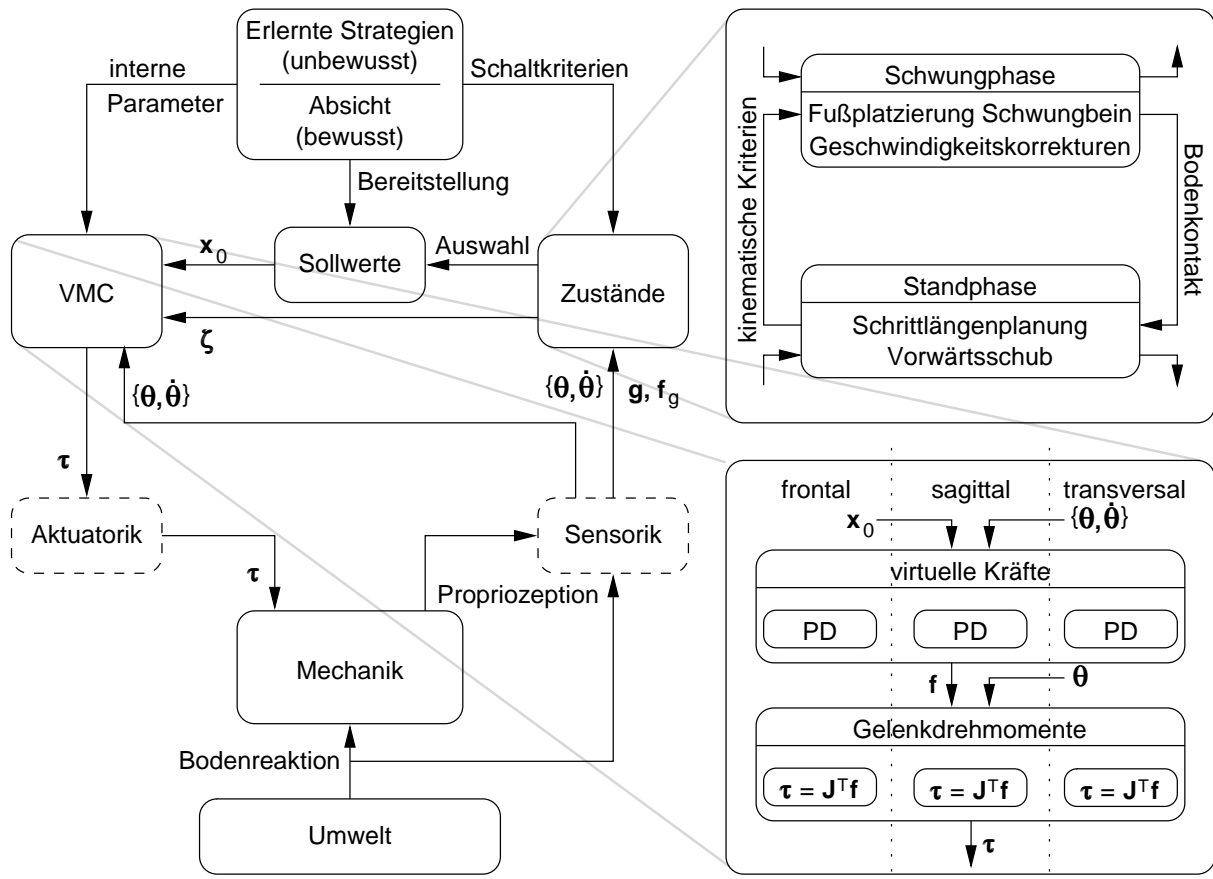 Erlernte Strategien
(unbewusst)
Absicht
(bewusst)
interne
Parameter
Schaltkriterien
Bereitstellung
VMC
x₀
Sollwerte
Auswahl
Zustände
ζ
{θ, θ̇}
{θ, θ̇}
g, f_g
τ
Aktuatorik
Sensorik
τ
Propriozeption
Mechanik
Bodenreaktion
Umwelt
Schwungphase
Fußplatzierung Schwungbein
Geschwindigkeitskorrekturen
kinematische Kriterien
Bodenkontakt
Standphase
Schrittlängenplanung
Vorwärtsschub
frontal
sagittal
transversal
x₀
{θ, θ̇}
virtuelle Kräfte
PD
PD
PD
f
θ
Gelenkdrehmomente
τ = Jᵀf
τ = Jᵀf
τ = Jᵀf
τ